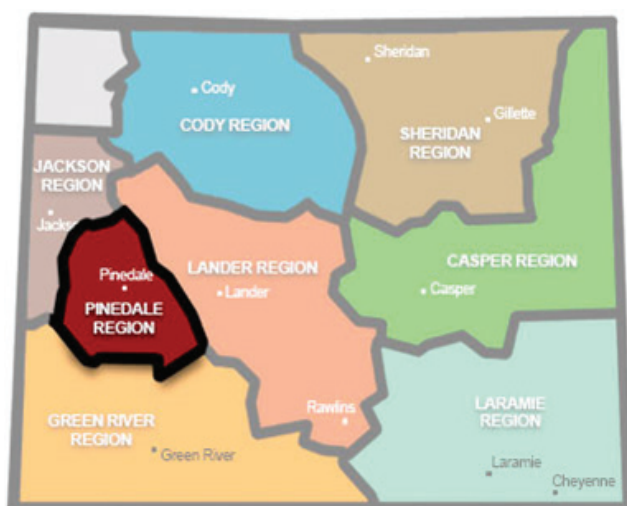 Sheridan
Cody
CODY REGION
Gillette
SHERIDAN
REGION
JACKSON
REGION
Jackson
Pinedale
PINEDALE
REGION
LANDER REGION
Lander
CASPER REGION
Casper
Rawlins
LARAMIE
REGION
GREEN RIVER
REGION
Green River
Laramie
Cheyenne